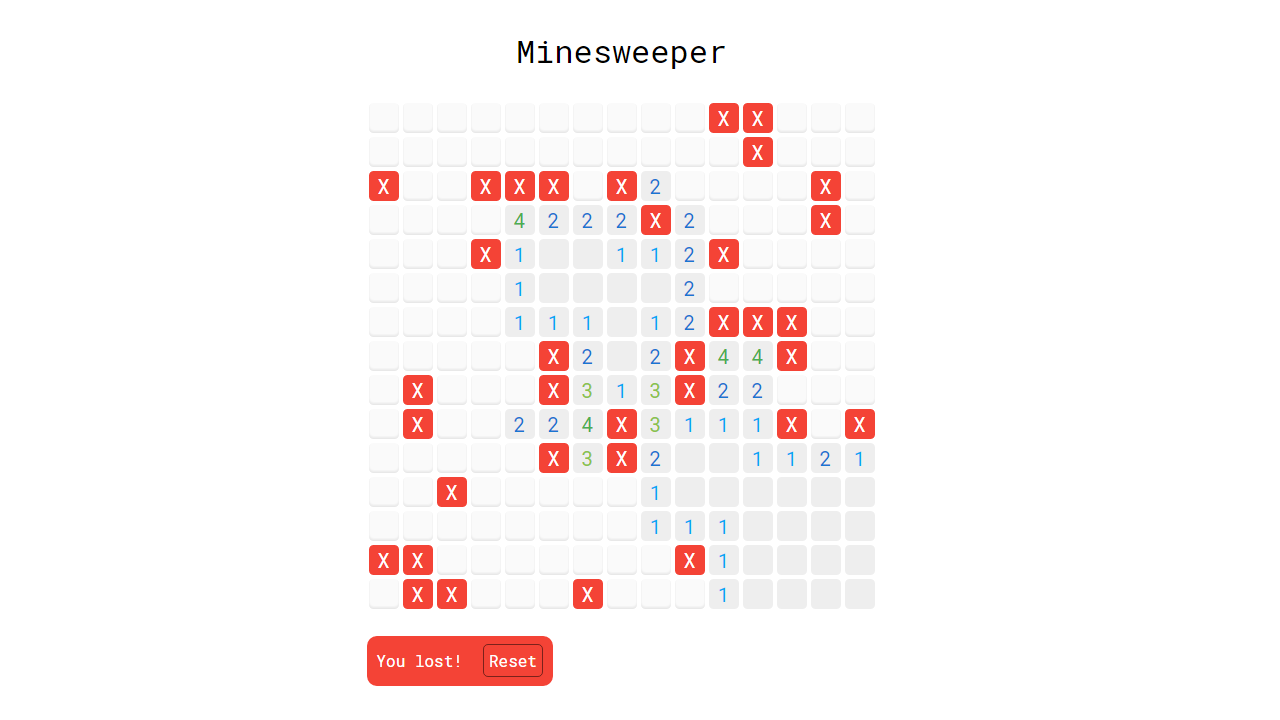 Minesweeper
X X
X
X X X X X 2 X
4 2 2 2 X 2 X
X 1 1 1 2 X
1 2
1 1 1 1 2 X X X
X 2 2 X 4 4 X
X X 3 1 3 X 2 2
X 2 2 4 X 3 1 1 1 X X
X 3 X 2 1 1 2 1
X 1
1 1 1
X X X 1
X X X 1
You lost! Reset